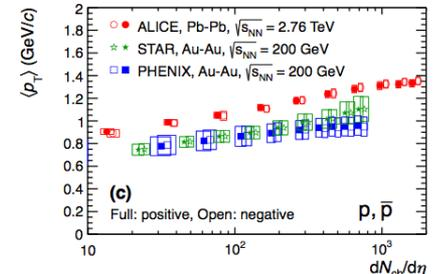 ⟨p_T⟩ (GeV/c)
2
1.8
1.6
1.4
1.2
1
0.8
0.6
0.4
0.2
0
ALICE, Pb-Pb, √s_NN = 2.76 TeV
STAR, Au-Au, √s_NN = 200 GeV
PHENIX, Au-Au, √s_NN = 200 GeV
(c)
Full: positive, Open: negative
p, p̅
10
10²
10³
dN_ch/dη